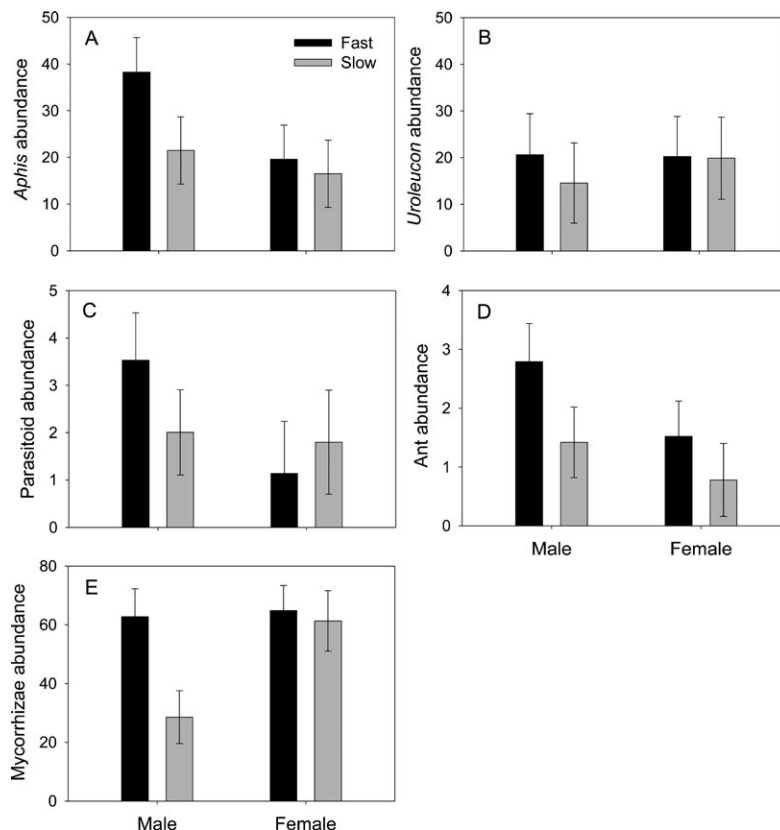 A
Fast
Slow
Aphis abundance
50
40
30
20
10
0
B
Uroleucon abundance
50
40
30
20
10
0
C
Parasitoid abundance
5
4
3
2
1
0
D
Ant abundance
4
3
2
1
0
Male Female
E
Mycorrhizae abundance
80
60
40
20
0
Male Female